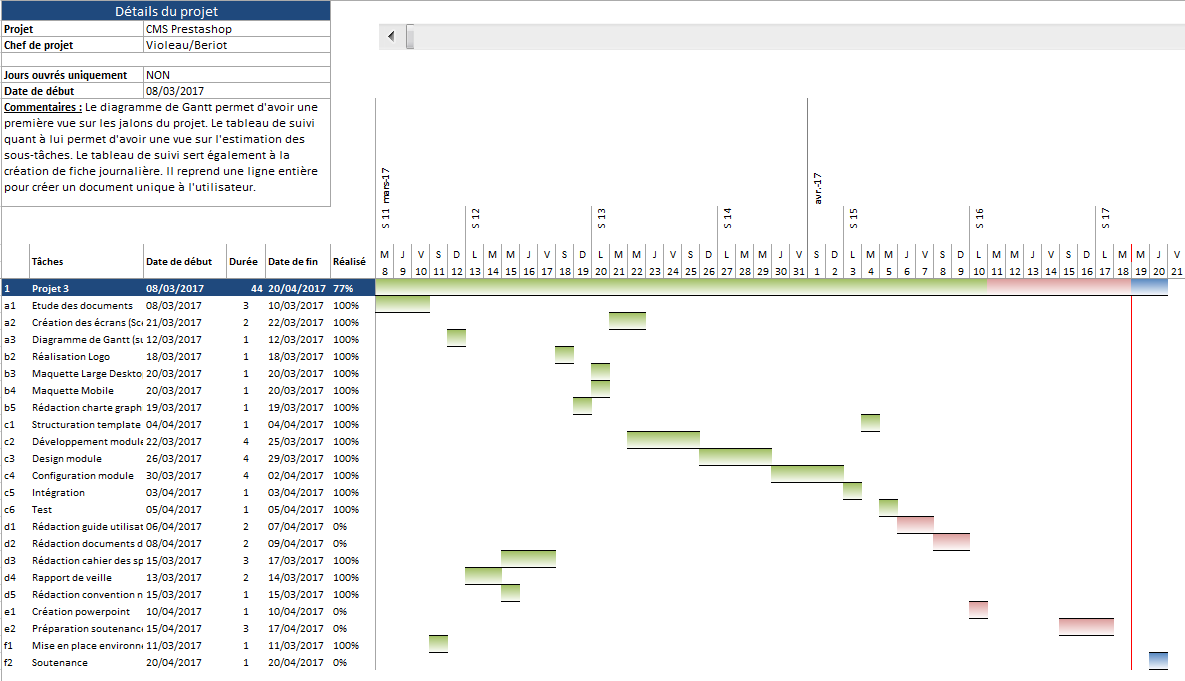 Détails du projet
Projet CMS Prestashop
Chef de projet Violeau/Beriot
Jours ouvrés uniquement NON
Date de début 08/03/2017
Commentaires : Le diagramme de Gantt permet d'avoir une
première vue sur les jalons du projet. Le tableau de suivi
quant à lui permet d'avoir une vue sur l'estimation des
sous-tâches. Le tableau de suivi sert également à la
création de fiche journalière. Il reprend une ligne entière
pour créer un document unique à l'utilisateur.
mars-17 avr.-17
S 11 S 12 S 13 S 14 S 15 S 16 S 17
M J V S D L M M J V S D L M M J V S D L M M J V S D L M M J V S D L M M J V S D L M M J V
Tâches Date de début Durée Date de fin Réalisé 8 9 10 11 12 13 14 15 16 17 18 19 20 21 22 23 24 25 26 27 28 29 30 31 1 2 3 4 5 6 7 8 9 10 11 12 13 14 15 16 17 18 19 20 21
1 Projet 3 08/03/2017 44 20/04/2017 77%
a1 Etude des documents 08/03/2017 3 10/03/2017 100%
a2 Création des écrans (Sc 21/03/2017 2 22/03/2017 100%
a3 Diagramme de Gantt (su 12/03/2017 1 12/03/2017 100%
b2 Réalisation Logo 18/03/2017 1 18/03/2017 100%
b3 Maquette Large Deskto 20/03/2017 1 20/03/2017 100%
b4 Maquette Mobile 20/03/2017 1 20/03/2017 100%
b5 Rédaction charte graph 19/03/2017 1 19/03/2017 100%
c1 Structuration template 04/04/2017 1 04/04/2017 100%
c2 Développement module 22/03/2017 4 25/03/2017 100%
c3 Design module 26/03/2017 4 29/03/2017 100%
c4 Configuration module 30/03/2017 4 02/04/2017 100%
c5 Intégration 03/04/2017 1 03/04/2017 100%
c6 Test 05/04/2017 1 05/04/2017 100%
d1 Rédaction guide utilisat 06/04/2017 2 07/04/2017 0%
d2 Rédaction documents d 08/04/2017 2 09/04/2017 0%
d3 Rédaction cahier des sp 15/03/2017 3 17/03/2017 100%
d4 Rapport de veille 13/03/2017 2 14/03/2017 100%
d5 Rédaction convention n 15/03/2017 1 15/03/2017 100%
e1 Création powerpoint 10/04/2017 1 10/04/2017 0%
e2 Préparation soutenanc 15/04/2017 3 17/04/2017 0%
f1 Mise en place environn 11/03/2017 1 11/03/2017 100%
f2 Soutenance 20/04/2017 1 20/04/2017 0%